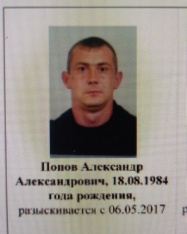 Попов Александр
Александрович, 18.08.1984
года рождения,
разыскивается с 06.05.2017